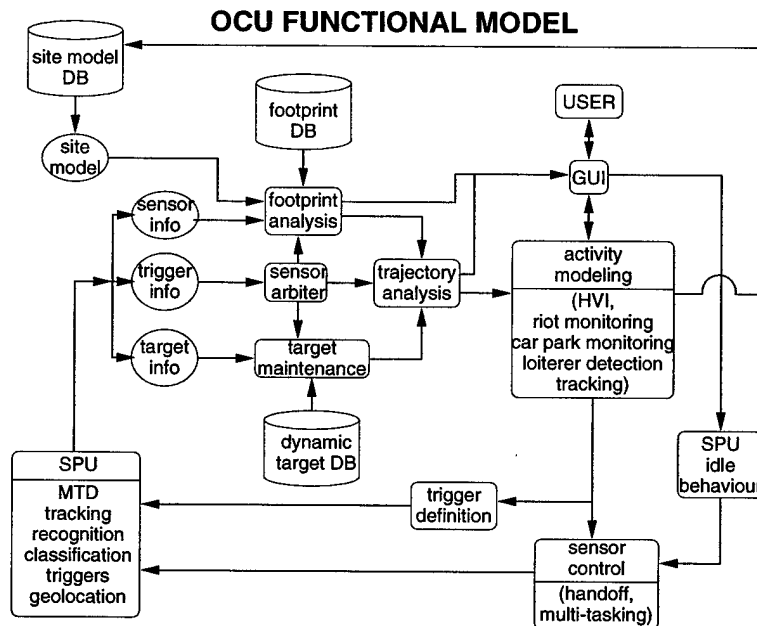 OCU FUNCTIONAL MODEL
site model
DB
footprint
DB
USER
site
model
GUI
sensor
info
footprint
analysis
activity
modeling
trigger
info
sensor
arbiter
trajectory
analysis
(HVI,
riot monitoring
car park monitoring
loiterer detection
tracking)
target
info
target
maintenance
dynamic
target DB
SPU
idle
behaviour
SPU
MTD
tracking
recognition
classification
triggers
geolocation
trigger
definition
sensor
control
(handoff,
multi-tasking)